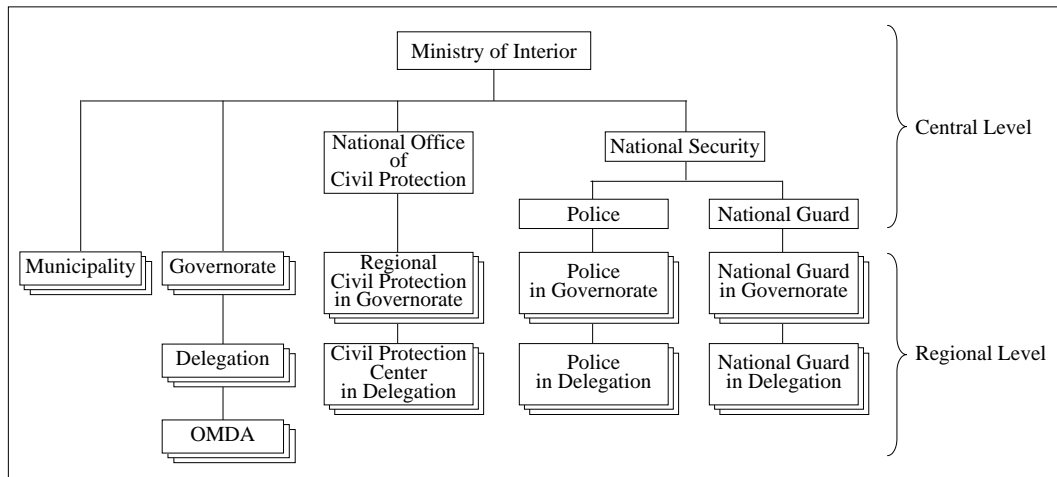 Ministry of Interior
Central Level
National Office
of
Civil Protection
National Security
Police
National Guard
Municipality
Governorate
Regional
Civil Protection
in Governorate
Police
in Governorate
National Guard
in Governorate
Regional Level
Delegation
Civil Protection
Center
in Delegation
Police
in Delegation
National Guard
in Delegation
OMDA